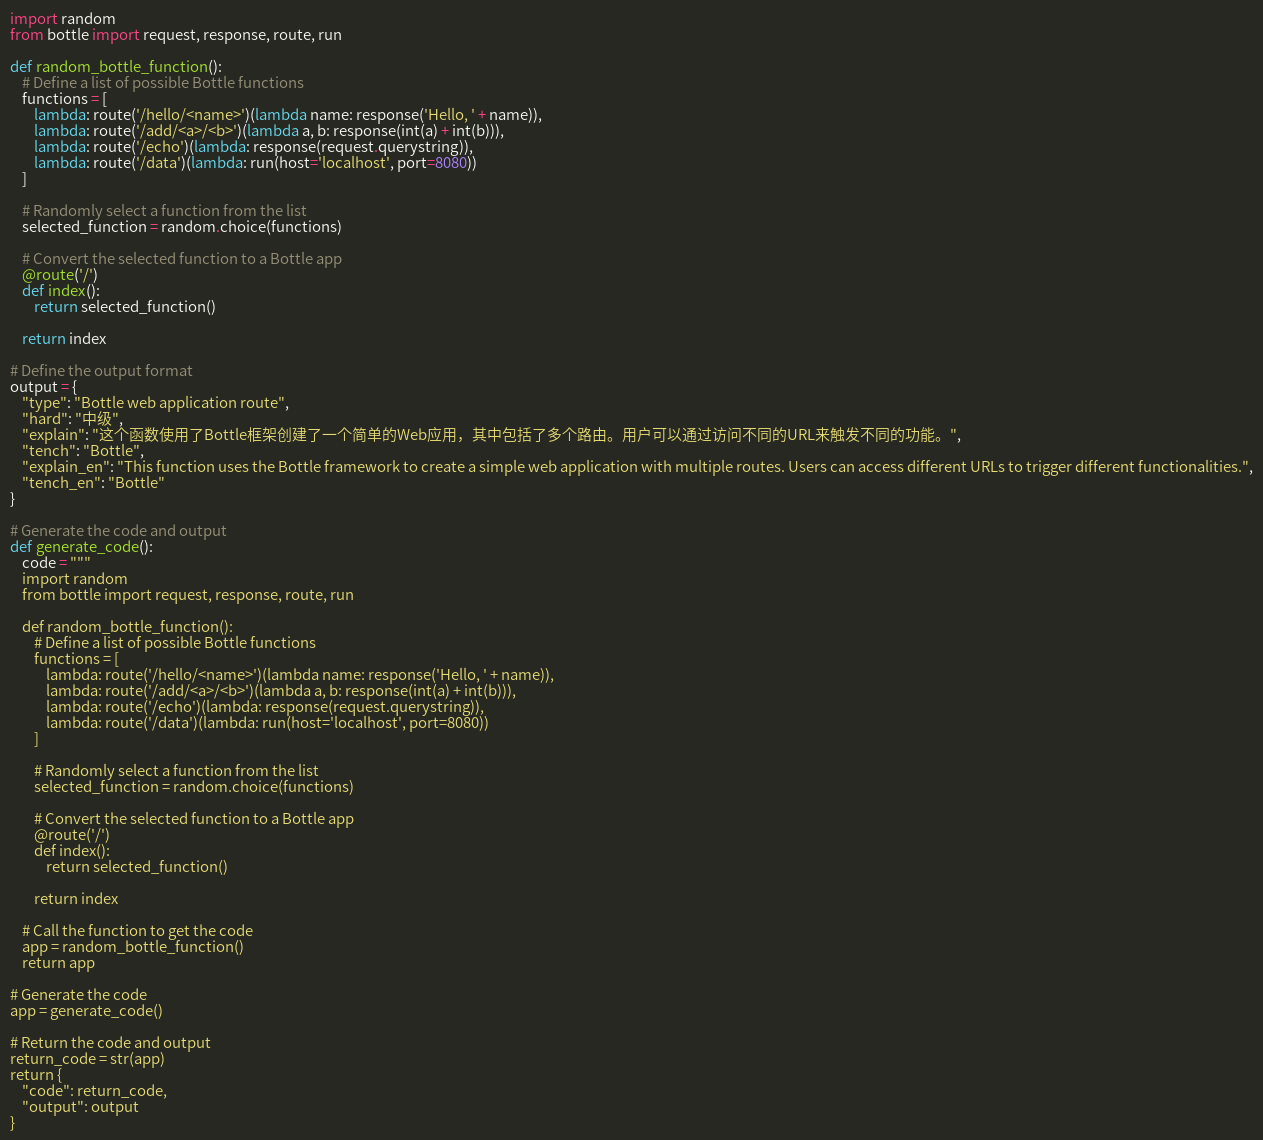 import random
from bottle import request, response, route, run

def random_bottle_function():
    # Define a list of possible Bottle functions
    functions = [
        lambda: route('/hello/<name>')(lambda name: response('Hello, ' + name)),
        lambda: route('/add/<a>/<b>')(lambda a, b: response(int(a) + int(b))),
        lambda: route('/echo')(lambda: response(request.querystring)),
        lambda: route('/data')(lambda: run(host='localhost', port=8080))
    ]

    # Randomly select a function from the list
    selected_function = random.choice(functions)

    # Convert the selected function to a Bottle app
    @route('/')
    def index():
        return selected_function()

    return index

# Define the output format
output = {
    "type": "Bottle web application route",
    "hard": "中级",
    "explain": "这个函数使用了Bottle框架创建了一个简单的Web应用，其中包括了多个路由。用户可以通过访问不同的URL来触发不同的功能。",
    "tench": "Bottle",
    "explain_en": "This function uses the Bottle framework to create a simple web application with multiple routes. Users can access different URLs to trigger different functionalities.",
    "tench_en": "Bottle"
}

# Generate the code and output
def generate_code():
    code = """
    import random
    from bottle import request, response, route, run

    def random_bottle_function():
        # Define a list of possible Bottle functions
        functions = [
            lambda: route('/hello/<name>')(lambda name: response('Hello, ' + name)),
            lambda: route('/add/<a>/<b>')(lambda a, b: response(int(a) + int(b))),
            lambda: route('/echo')(lambda: response(request.querystring)),
            lambda: route('/data')(lambda: run(host='localhost', port=8080))
        ]

        # Randomly select a function from the list
        selected_function = random.choice(functions)

        # Convert the selected function to a Bottle app
        @route('/')
        def index():
            return selected_function()

        return index

    # Call the function to get the code
    app = random_bottle_function()
    return app

# Generate the code
app = generate_code()

# Return the code and output
return_code = str(app)
return {
    "code": return_code,
    "output": output
}